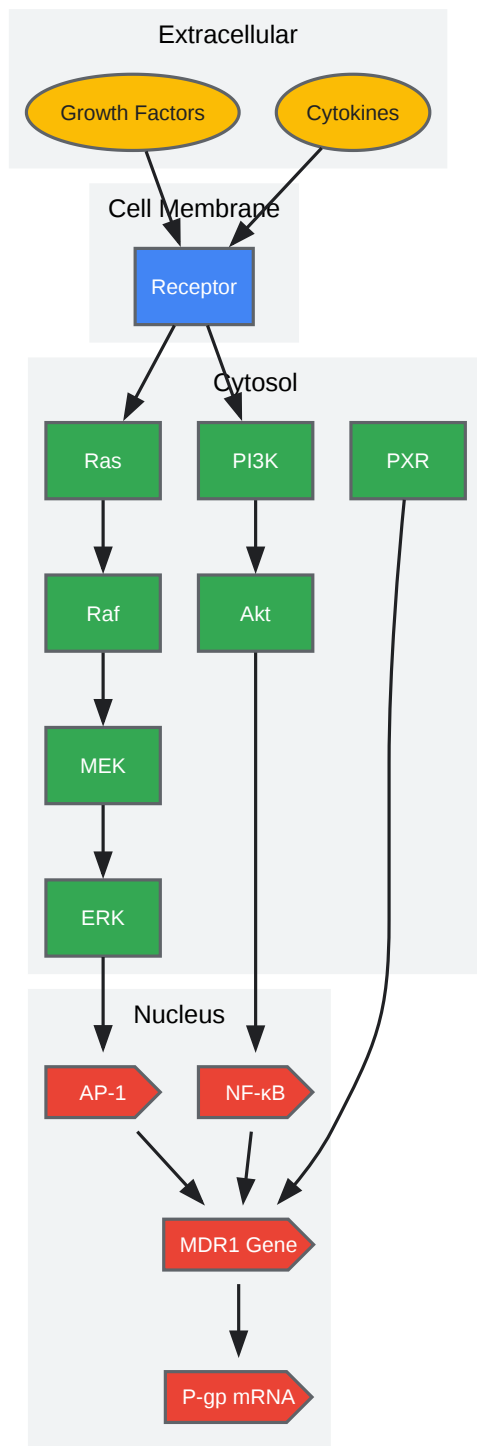 Extracellular
Growth Factors
Cytokines
Cell Membrane
Receptor
Cytosol
Ras
PI3K
PXR
Raf
Akt
MEK
ERK
Nucleus
AP-1
NF-κB
MDR1 Gene
P-gp mRNA